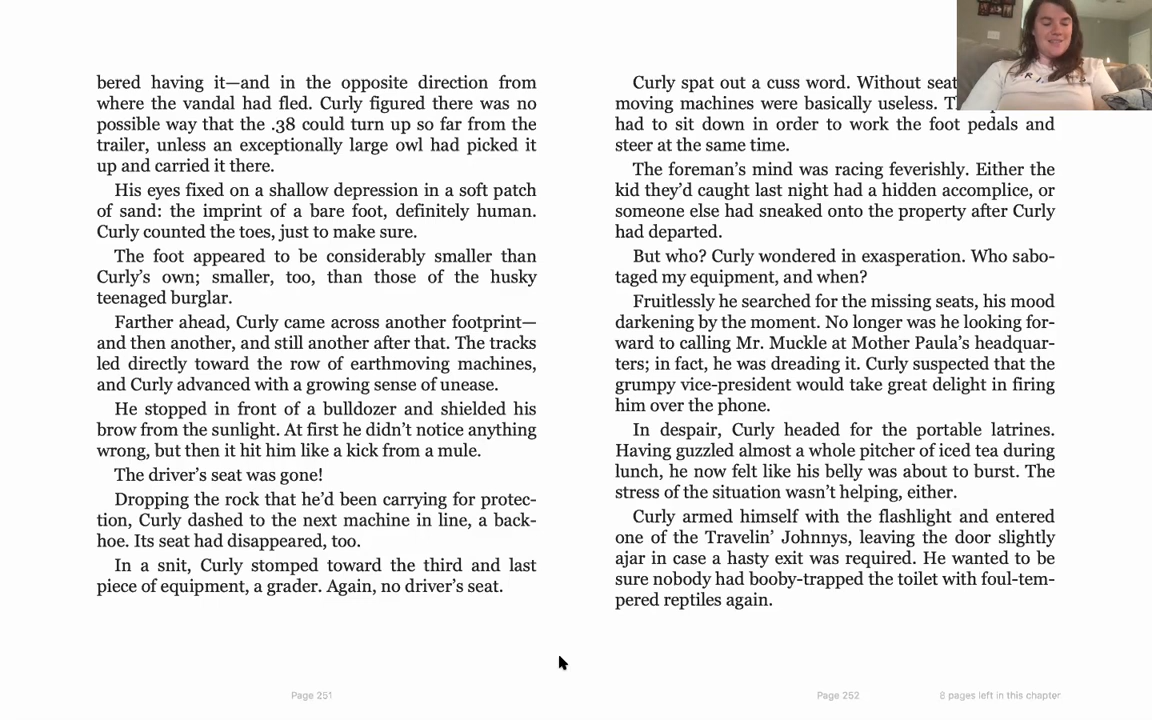 bered having it—and in the opposite direction from
where the vandal had fled. Curly figured there was no
possible way that the .38 could turn up so far from the
trailer, unless an exceptionally large owl had picked it
up and carried it there.
His eyes fixed on a shallow depression in a soft patch
of sand: the imprint of a bare foot, definitely human.
Curly counted the toes, just to make sure.
The foot appeared to be considerably smaller than
Curly's own; smaller, too, than those of the husky
teenaged burglar.
Farther ahead, Curly came across another footprint—
and then another, and still another after that. The tracks
led directly toward the row of earthmoving machines,
and Curly advanced with a growing sense of unease.
He stopped in front of a bulldozer and shielded his
brow from the sunlight. At first he didn't notice anything
wrong, but then it hit him like a kick from a mule.
The driver's seat was gone!
Dropping the rock that he'd been carrying for protec-
tion, Curly dashed to the next machine in line, a back-
hoe. Its seat had disappeared, too.
In a snit, Curly stomped toward the third and last
piece of equipment, a grader. Again, no driver's seat.
Page 251
Curly spat out a cuss word. Without seat
moving machines were basically useless.
had to sit down in order to work the foot pedals and
steer at the same time.
The foreman's mind was racing feverishly. Either the
kid they'd caught last night had a hidden accomplice, or
someone else had sneaked onto the property after Curly
had departed.
But who? Curly wondered in exasperation. Who sabo-
taged my equipment, and when?
Fruitlessly he searched for the missing seats, his mood
darkening by the moment. No longer was he looking for-
ward to calling Mr. Muckle at Mother Paula's headquar-
ters; in fact, he was dreading it. Curly suspected that the
grumpy vice-president would take great delight in firing
him over the phone.
In despair, Curly headed for the portable latrines.
Having guzzled almost a whole pitcher of iced tea during
lunch, he now felt like his belly was about to burst. The
stress of the situation wasn't helping, either.
Curly armed himself with the flashlight and entered
one of the Travelin' Johnnys, leaving the door slightly
ajar in case a hasty exit was required. He wanted to be
sure nobody had booby-trapped the toilet with foul-tem-
pered reptiles again.
Page 252
8 pages left in this chapter